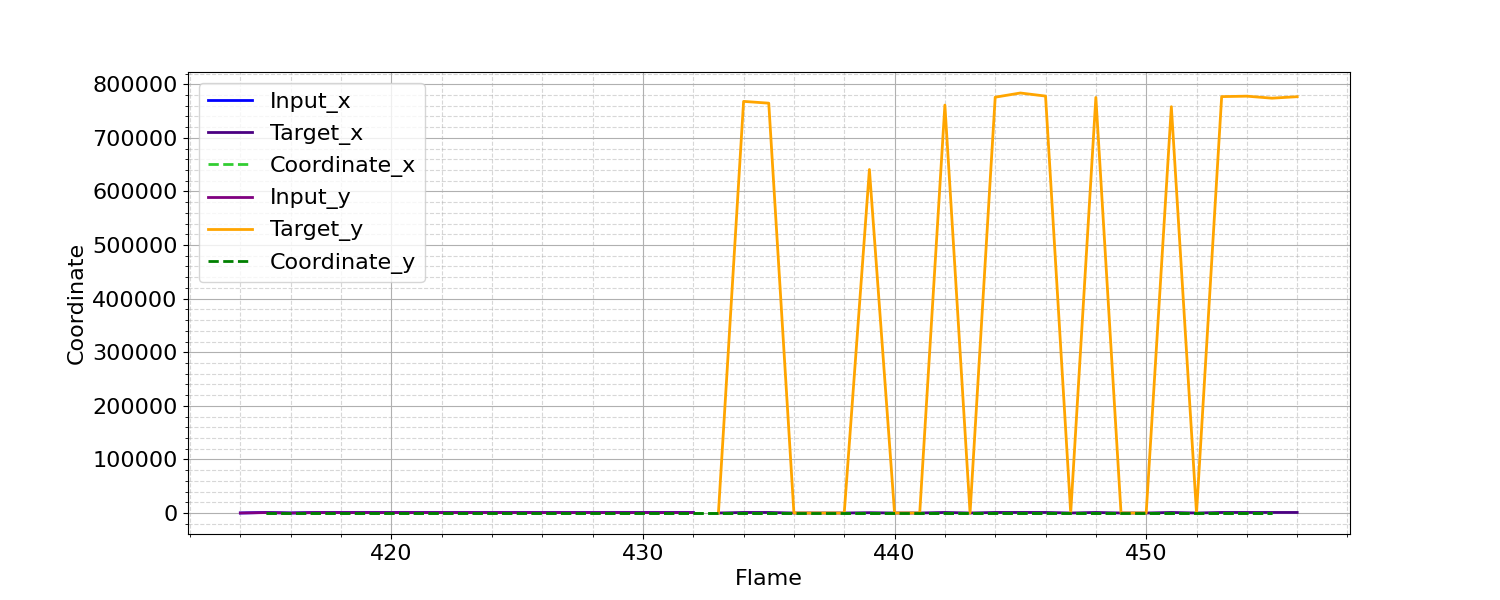 800000
700000
600000
500000
400000
300000
200000
100000
0
Coordinate
Input_x
Target_x
Coordinate_x
Input_y
Target_y
Coordinate_y
420
430
440
450
Flame